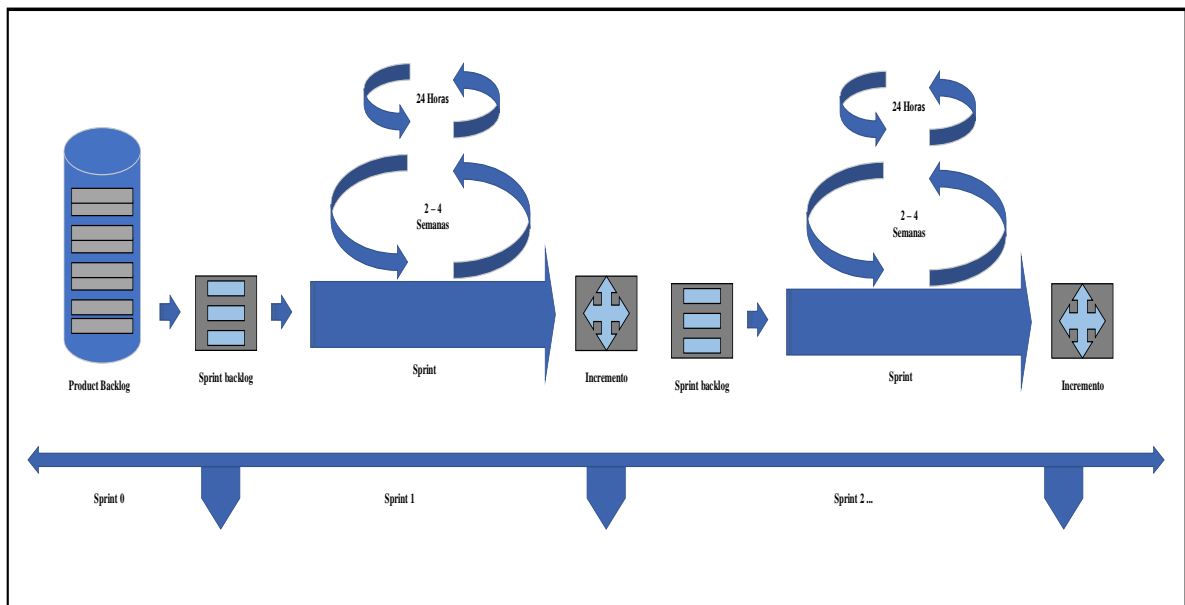 24 Horas
2 – 4
Semanas
Product Backlog
Sprint backlog
Sprint
Incremento
24 Horas
2 – 4
Semanas
Sprint backlog
Sprint
Incremento
Sprint 0
Sprint 1
Sprint 2 ...